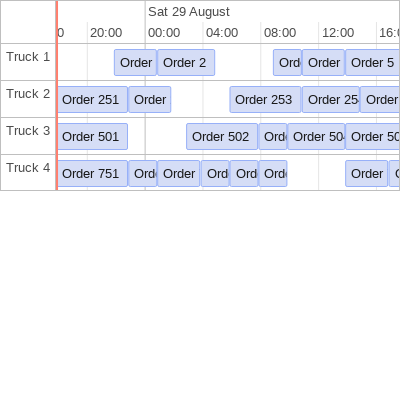 Sat 29 August
0 20:00 00:00 04:00 08:00 12:00 16:
Truck 1 Order Order 2 Ord Order Order 5
Truck 2 Order 251 Order Order 253 Order 25 Order
Truck 3 Order 501 Order 502 Ord Order 50 Order 50
Truck 4 Order 751 Ord Order Ord Ord Ord Order